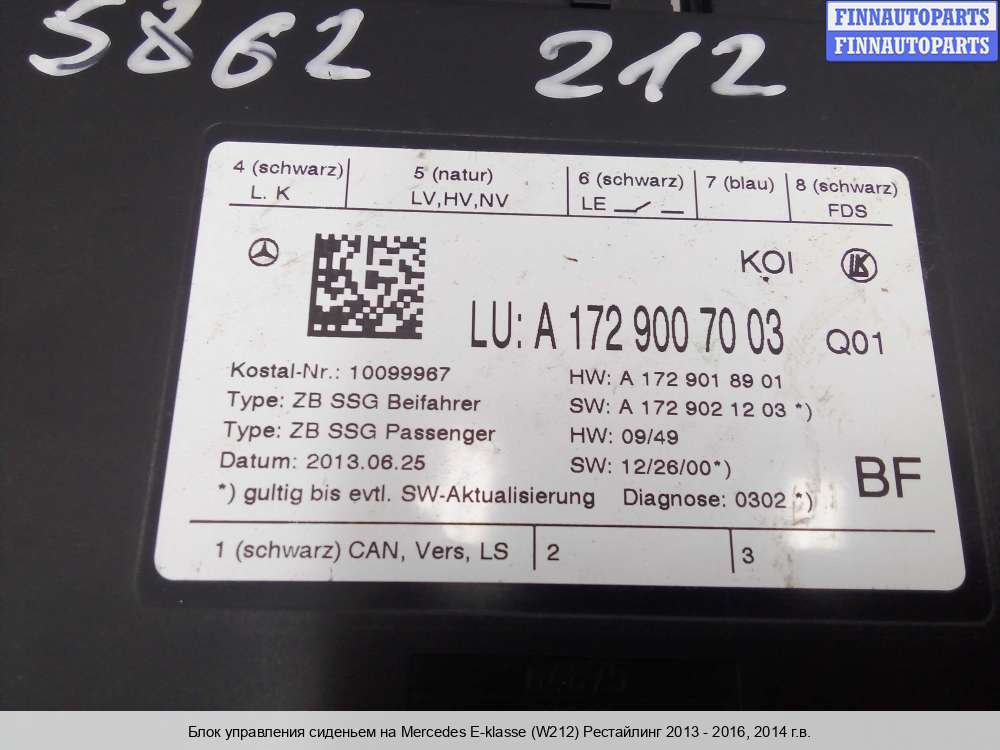 FINNAUTOPARTS
FINNAUTOPARTS
5862 212
4 (schwarz)
L. K
5 (natur)
LV,HV,NV
6 (schwarz)
LE
7 (blau)
8 (schwarz)
FDS
KOI
LK
LU: A 172 900 70 03 Q01
Kostal-Nr.: 10099967
HW: A 172 901 89 01
Type: ZB SSG Beifahrer
SW: A 172 902 12 03 *)
Type: ZB SSG Passenger
HW: 09/49
Datum: 2013.06.25
SW: 12/26/00*)
BF
*) gultig bis evtl. SW-Aktualisierung Diagnose: 0302 *)
1 (schwarz) CAN, Vers, LS
2
3
Блок управления сиденьем на Mercedes E-klasse (W212) Рестайлинг 2013 - 2016, 2014 г.в.